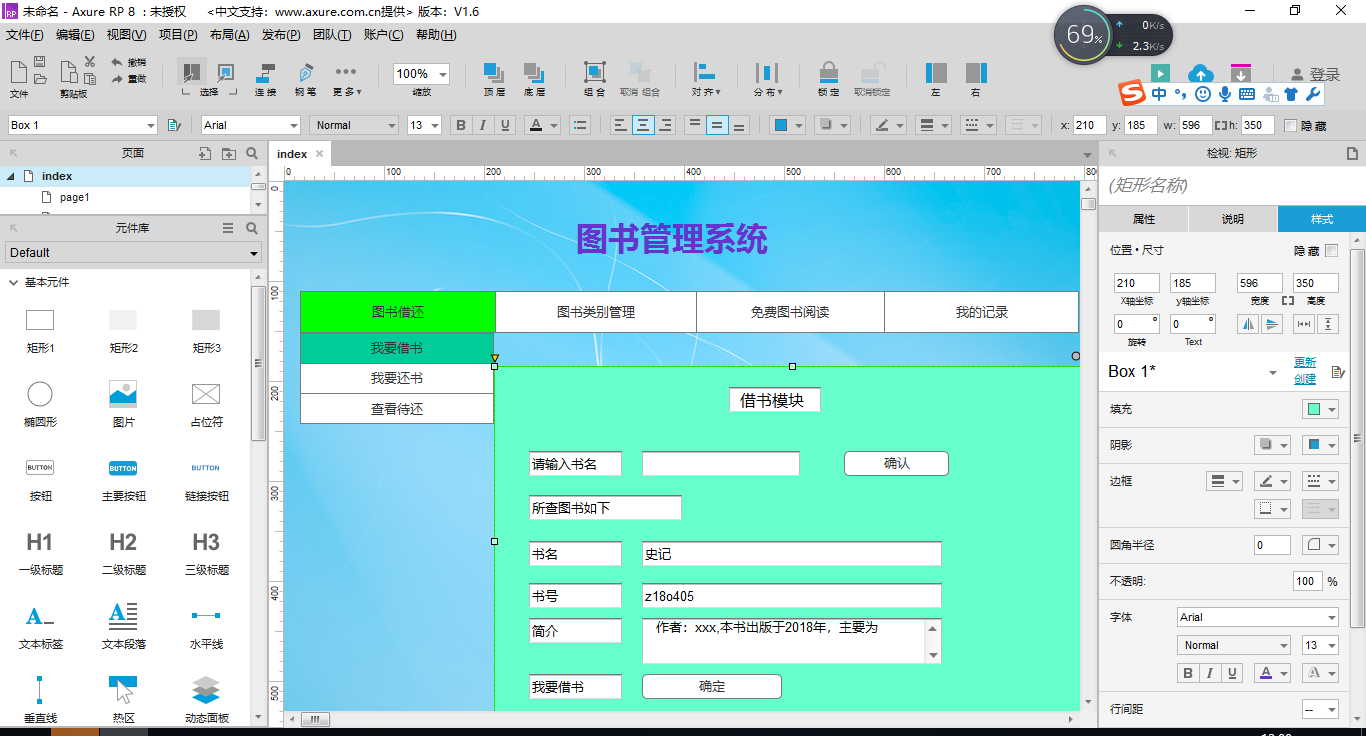 未命名 - Axure RP 8 : 未授权 <中文支持: www.axure.com.cn提供> 版本: V1.6
文件(F) 编辑(E) 视图(V) 项目(P) 布局(A) 发布(P) 团队(T) 账户(C) 帮助(H)
69% 0K/s
2.3K/s
撤销
重做
100%
文件 剪贴板 选择 连接 钢笔 更多 缩放 顶层 底层 组合 取消组合 对齐 分布 锁定 取消锁定 左 右 登录
中
Box 1 Arial Normal 13 B I U A x: 210 y: 185 w: 596 h: 350 隐藏
页面
index
page1
元件库
Default
基本元件
矩形1 矩形2 矩形3
椭圆形 图片 占位符
BUTTON BUTTON BUTTON
按钮 主要按钮 链接按钮
H1 H2 H3
一级标题 二级标题 三级标题
文本标签 文本段落 水平线
垂直线 热区 动态面板
index
0 100 200 300 400 500 600 700 800
0
100
200
300
400
500
图书管理系统
图书借还 图书类别管理 免费图书阅读 我的记录
我要借书
我要还书
查看待还
借书模块
请输入书名 确认
所查图书如下
书名 史记
书号 z18o405
简介 作者：xxx,本书出版于2018年，主要为
我要借书 确定
检视: 矩形
(矩形名称)
属性 说明 样式
位置 • 尺寸 隐藏
210 185 596 350
X轴坐标 y轴坐标 宽度 高度
0° 0°
旋转 Text
Box 1* 更新
创建
填充
阴影
边框
圆角半径 0
不透明: 100 %
字体 Arial
Normal 13
B I U A A
行间距 --